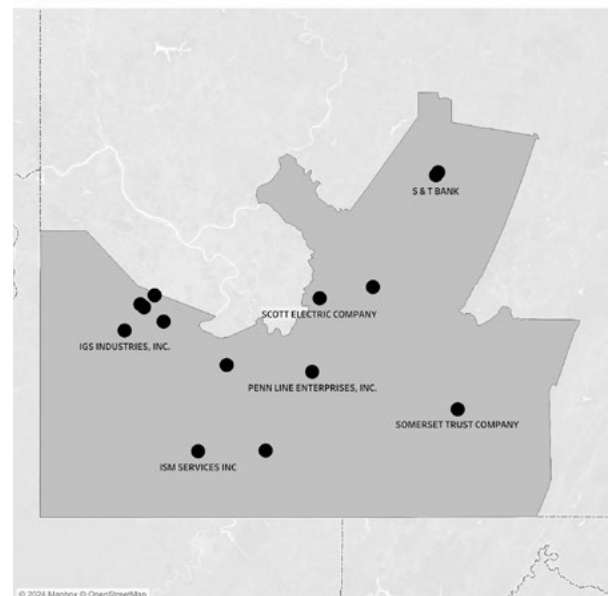 S & T BANK
SCOTT ELECTRIC COMPANY
IGS INDUSTRIES, INC.
PENN LINE ENTERPRISES, INC.
SOMERSET TRUST COMPANY
ISM SERVICES INC
© 2024 Mapbox © OpenStreetMap